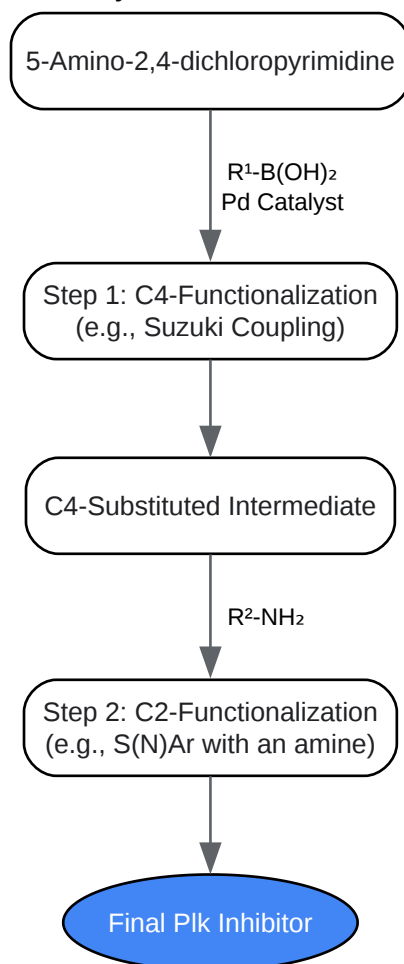 5-Amino-2,4-dichloropyrimidine
R¹-B(OH)₂
Pd Catalyst
Step 1: C4-Functionalization
(e.g., Suzuki Coupling)
C4-Substituted Intermediate
R²-NH₂
Step 2: C2-Functionalization
(e.g., S(N)Ar with an amine)
Final Plk Inhibitor